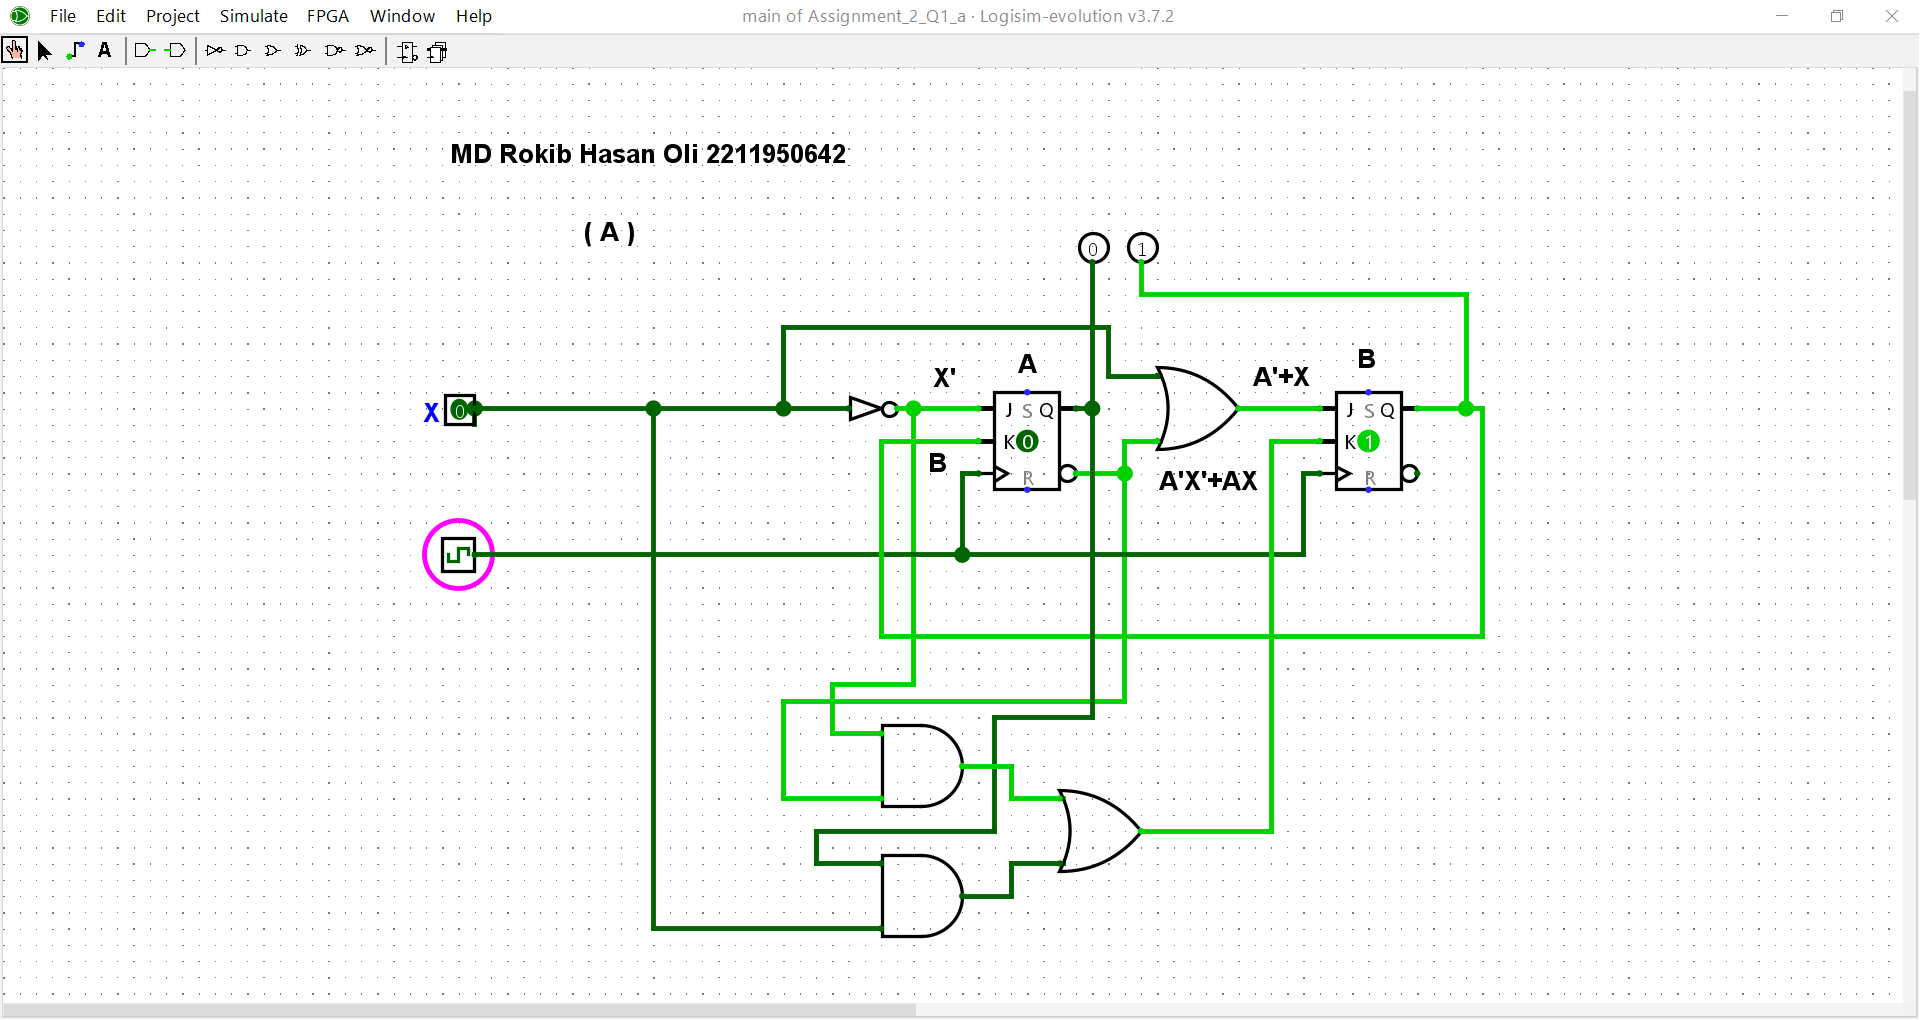 File Edit Project Simulate FPGA Window Help
main of Assignment_2_Q1_a · Logisim-evolution v3.7.2
A
MD Rokib Hasan Oli 2211950642
( A )
0 1
X'
A
A'+X
B
X 0
J S Q
K 0
R
B
A'X'+AX
J S Q
K 1
R